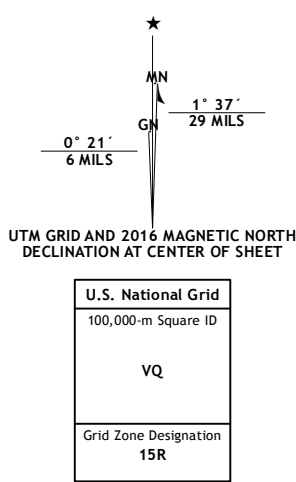 ★
MN
GN
1° 37´
29 MILS
0° 21´
6 MILS
UTM GRID AND 2016 MAGNETIC NORTH
DECLINATION AT CENTER OF SHEET
U.S. National Grid
100,000-m Square ID
VQ
Grid Zone Designation
15R